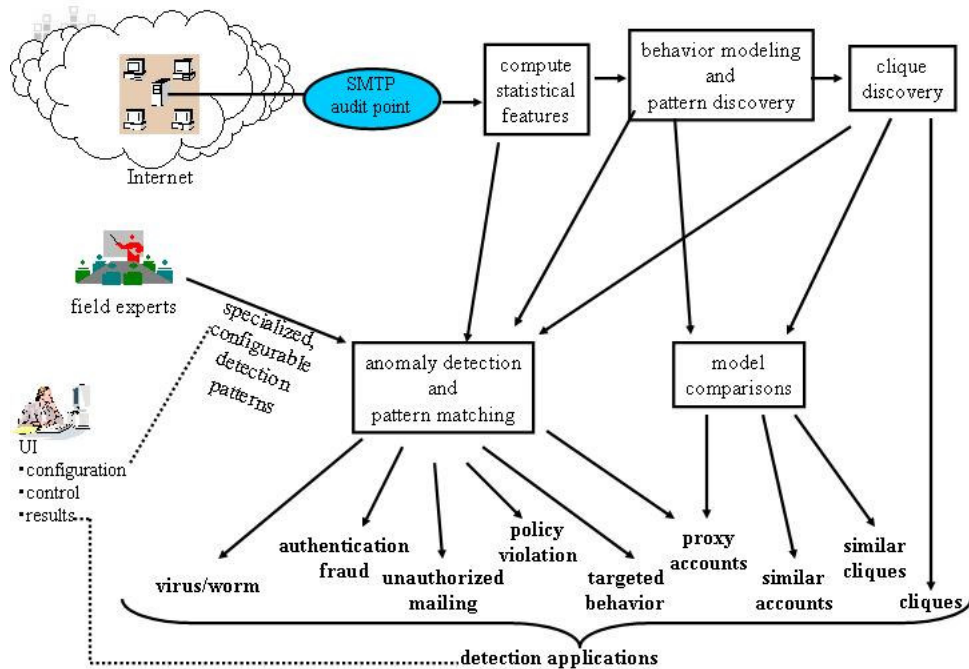 SMTP
audit point
compute
statistical
features
behavior modeling
and
pattern discovery
clique
discovery
Internet
field experts
specialized,
configurable
detection
patterns
anomaly detection
and
pattern matching
model
comparisons
UI
▪configuration
▪control
▪results
virus/worm
authentication
fraud
unauthorized
mailing
policy
violation
targeted
behavior
proxy
accounts
similar
accounts
similar
cliques
cliques
detection applications